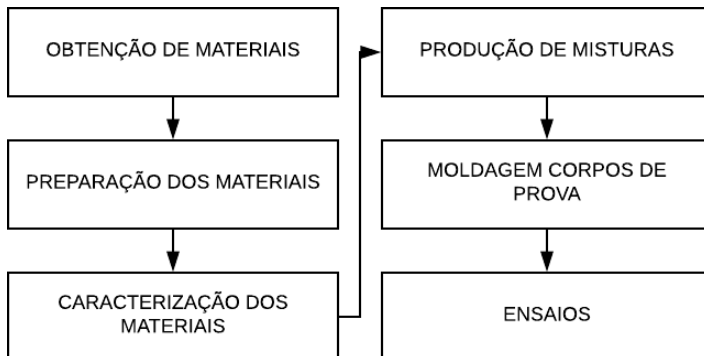 OBTENÇÃO DE MATERIAIS
PREPARAÇÃO DOS MATERIAIS
CARACTERIZAÇÃO DOS
MATERIAIS
PRODUÇÃO DE MISTURAS
MOLDAGEM CORPOS DE
PROVA
ENSAIOS